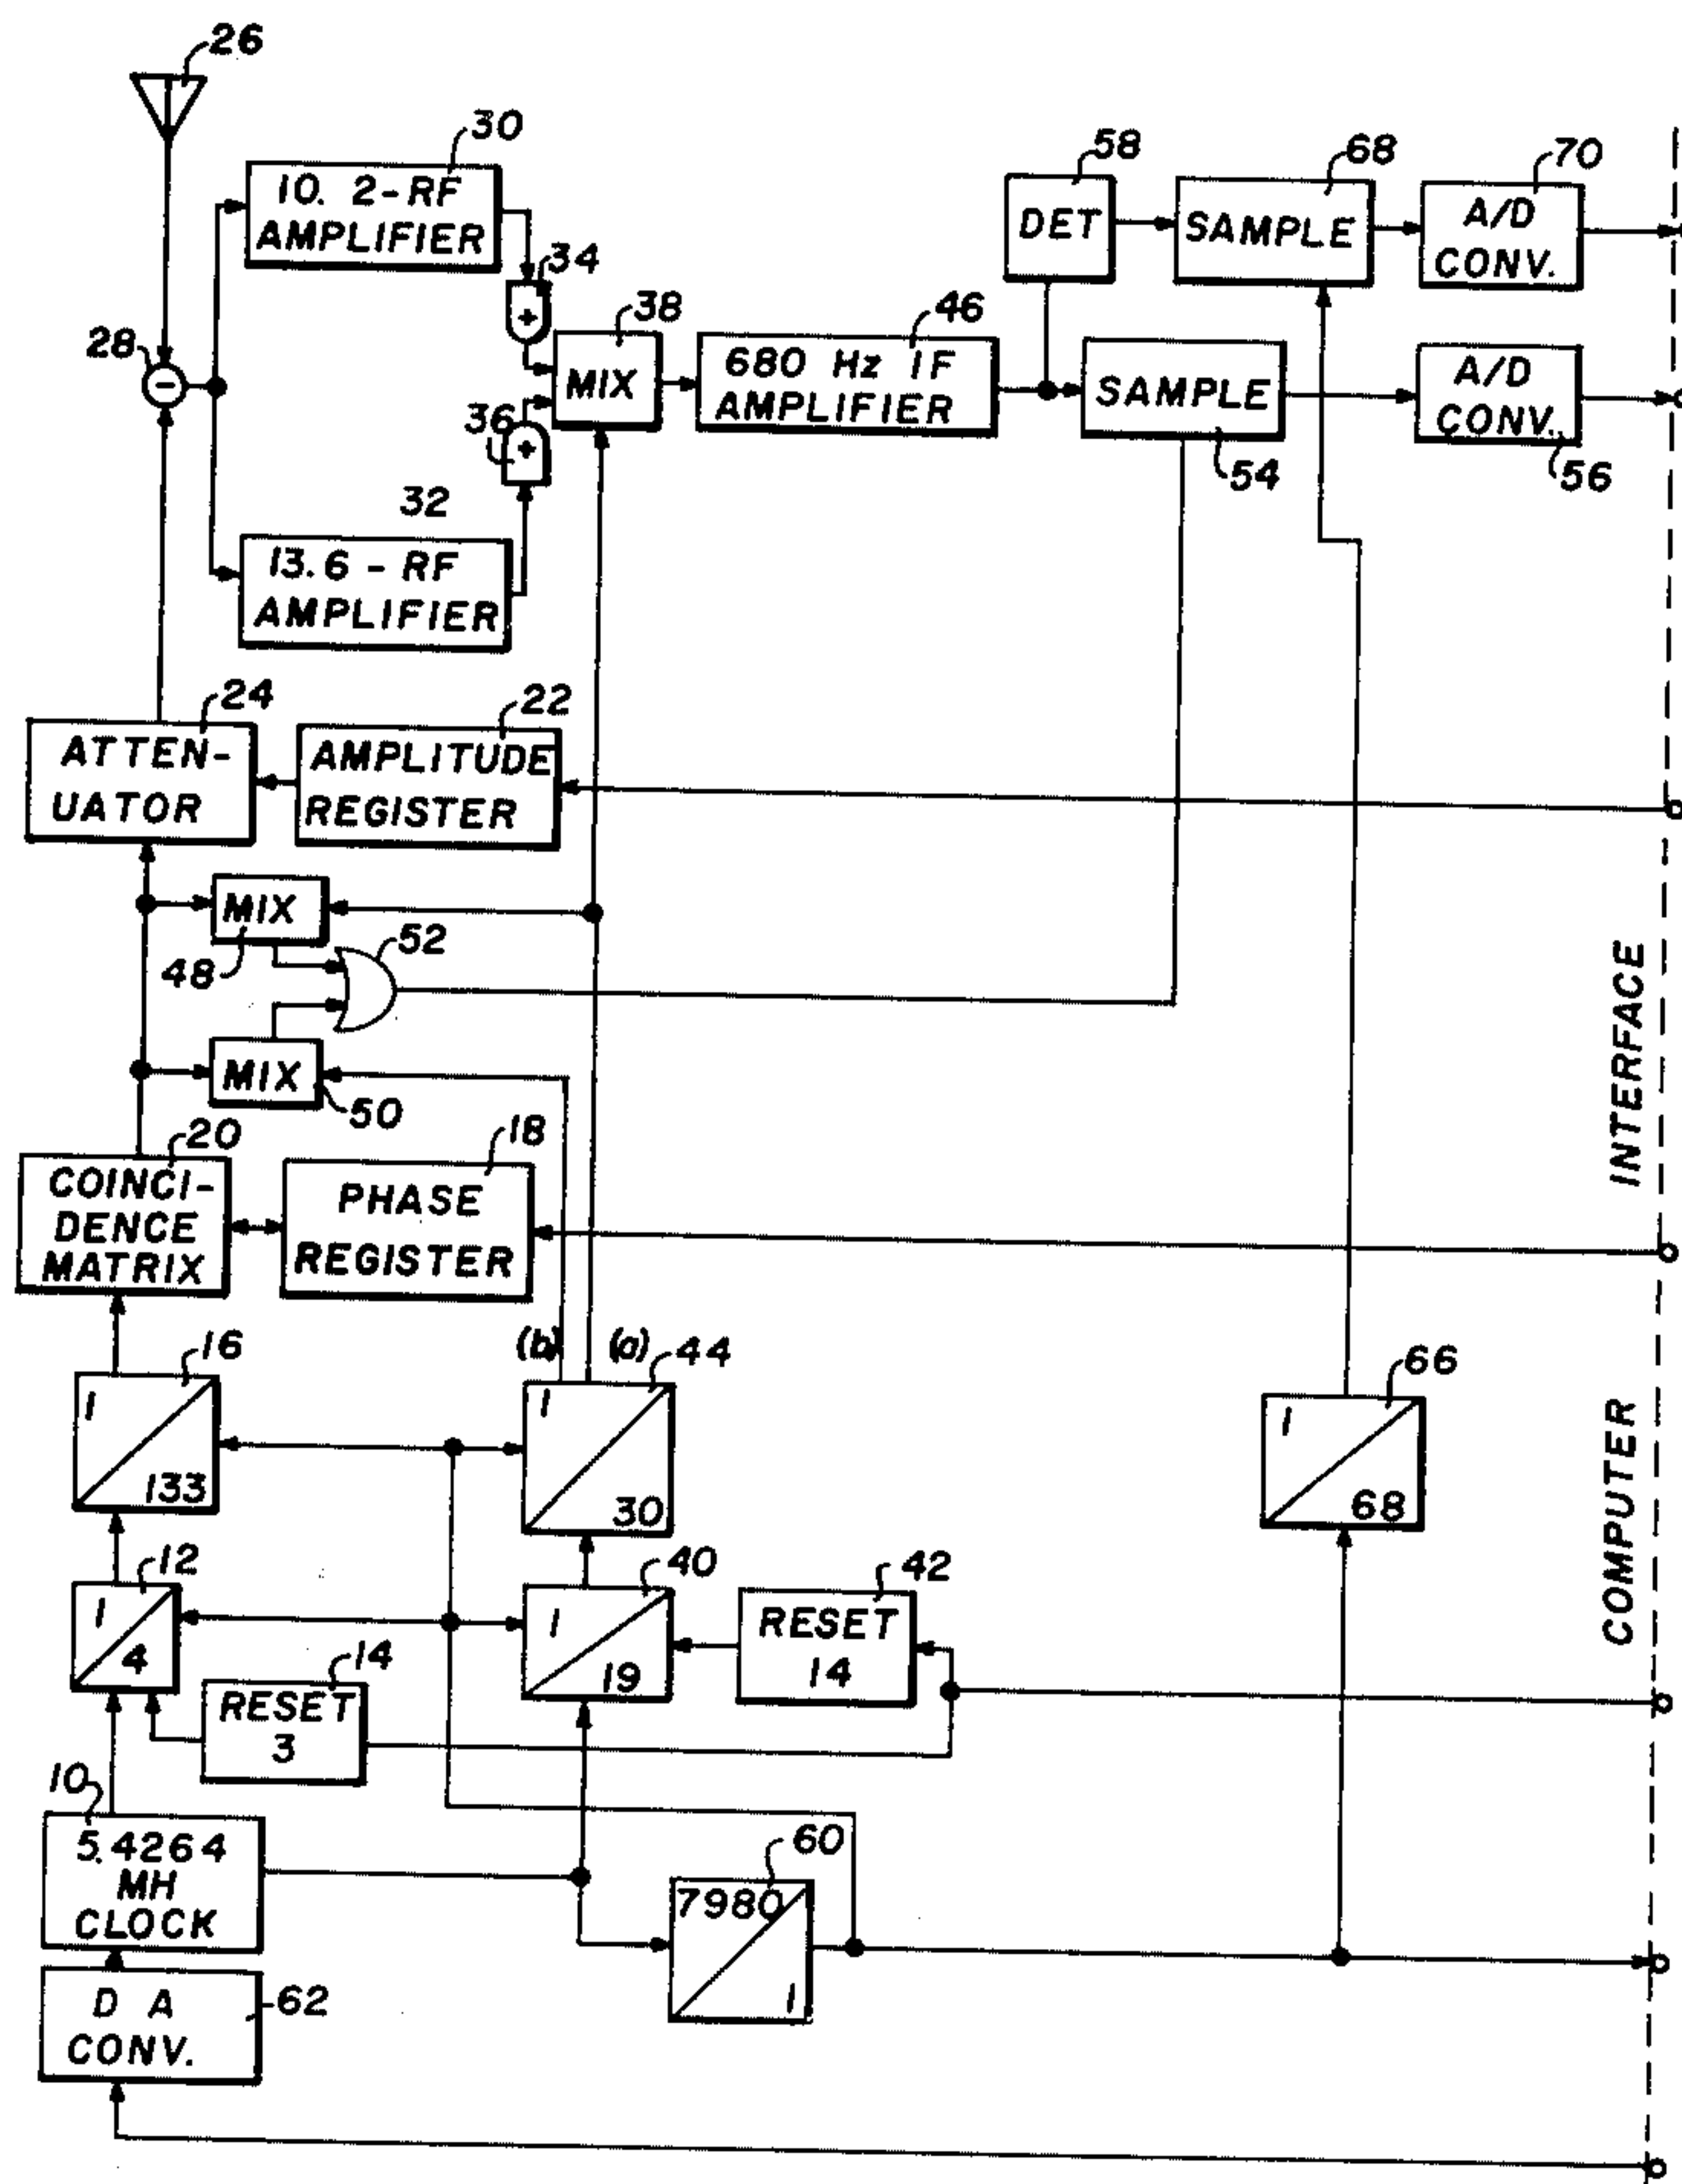 26
30
10. 2-RF
AMPLIFIER
34
58
DET
68
SAMPLE
70
A/D
CONV.
28
-
+
38
MIX
46
680 Hz IF
AMPLIFIER
SAMPLE
54
A/D
CONV.
56
36
+
32
13.6 - RF
AMPLIFIER
24
ATTEN-
UATOR
22
AMPLITUDE
REGISTER
MIX
48
52
MIX
50
INTERFACE
20
COINCI-
DENCE
MATRIX
18
PHASE
REGISTER
16
1
133
(b)
(a)
44
1
30
66
1
68
COMPUTER
12
1
4
14
RESET
3
40
1
19
42
RESET
14
10
5.4264
MH
CLOCK
60
7980
1
D A
CONV.
62